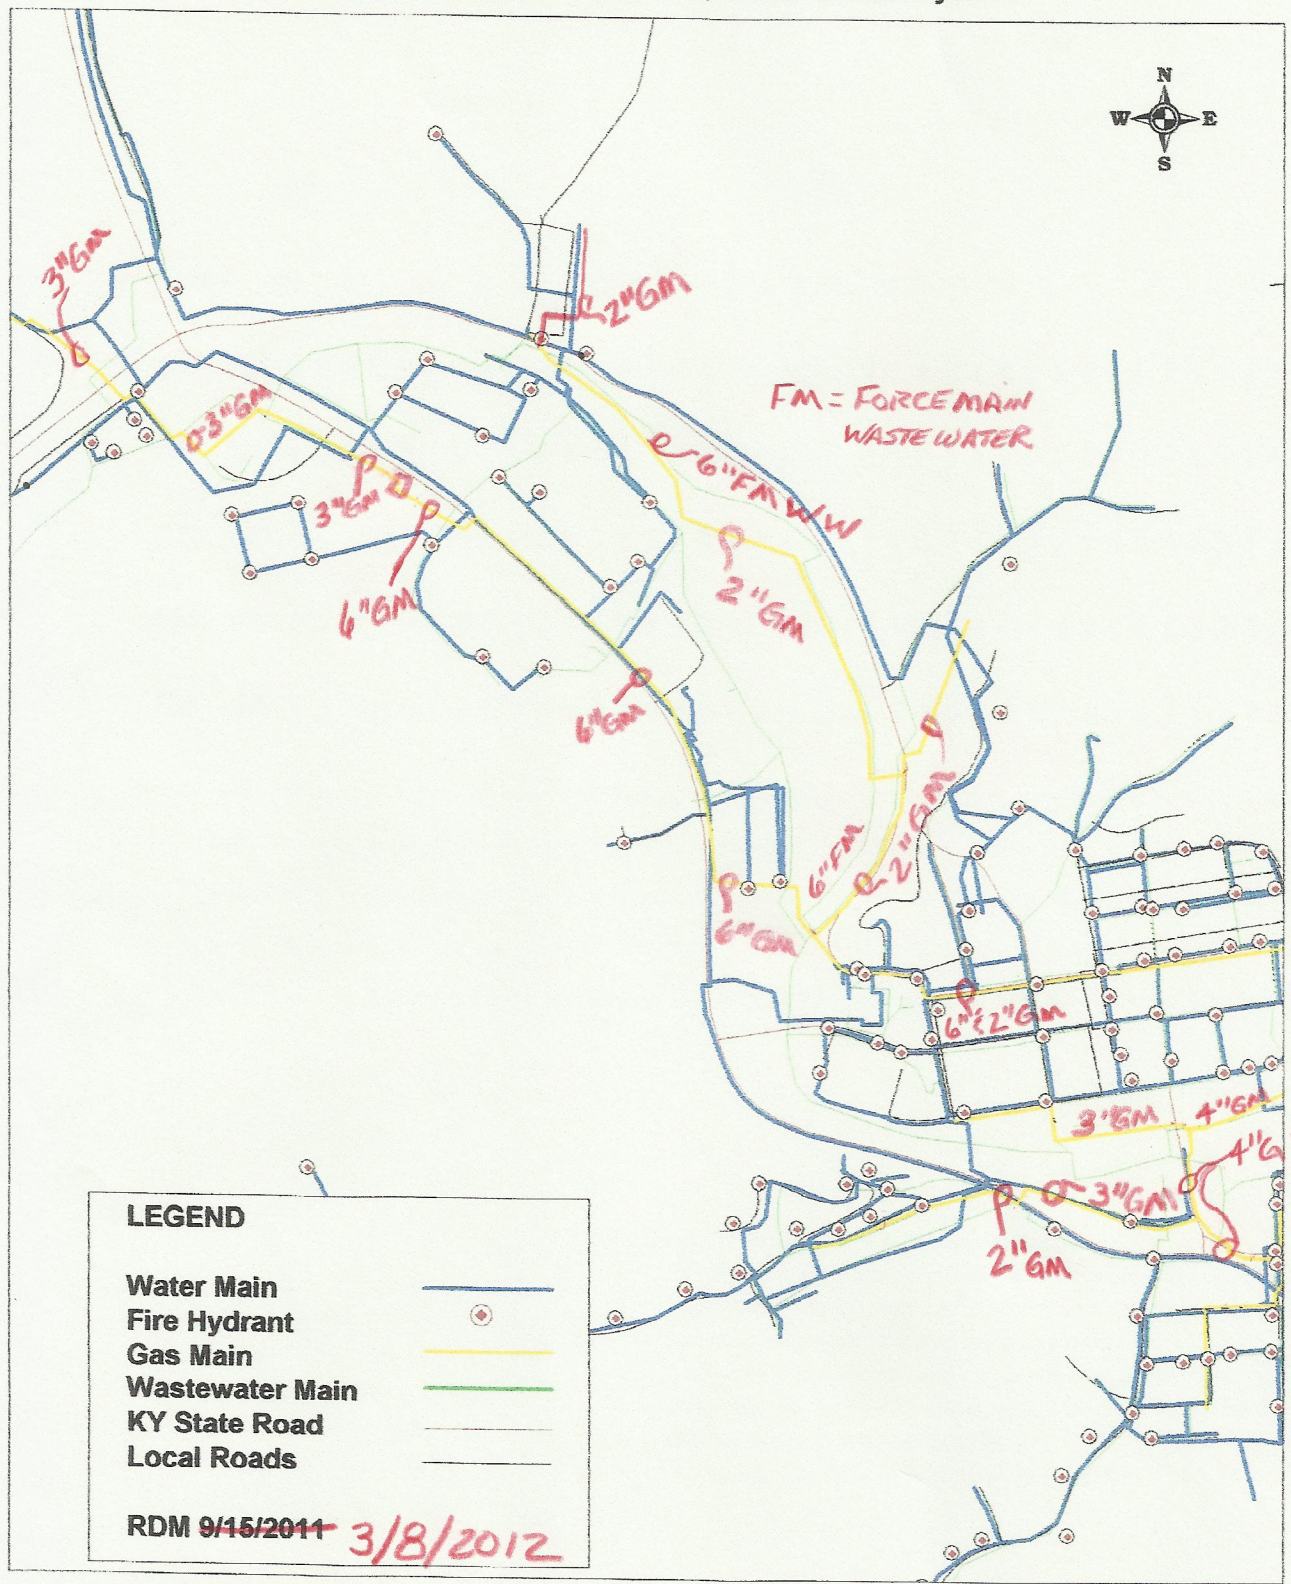 N
W E
S
3"GM
2"GM
FM = FORCE MAIN
WASTE WATER
3"GM
6"FM WW
3"GM
2"GM
6"GM
6"GM
2"GM
6"FM
6"GM
6"&2"GM
3"GM
4"GM
4"G
3"GM
2"GM
LEGEND
Water Main
Fire Hydrant
Gas Main
Wastewater Main
KY State Road
Local Roads
RDM 9/15/2011 3/8/2012